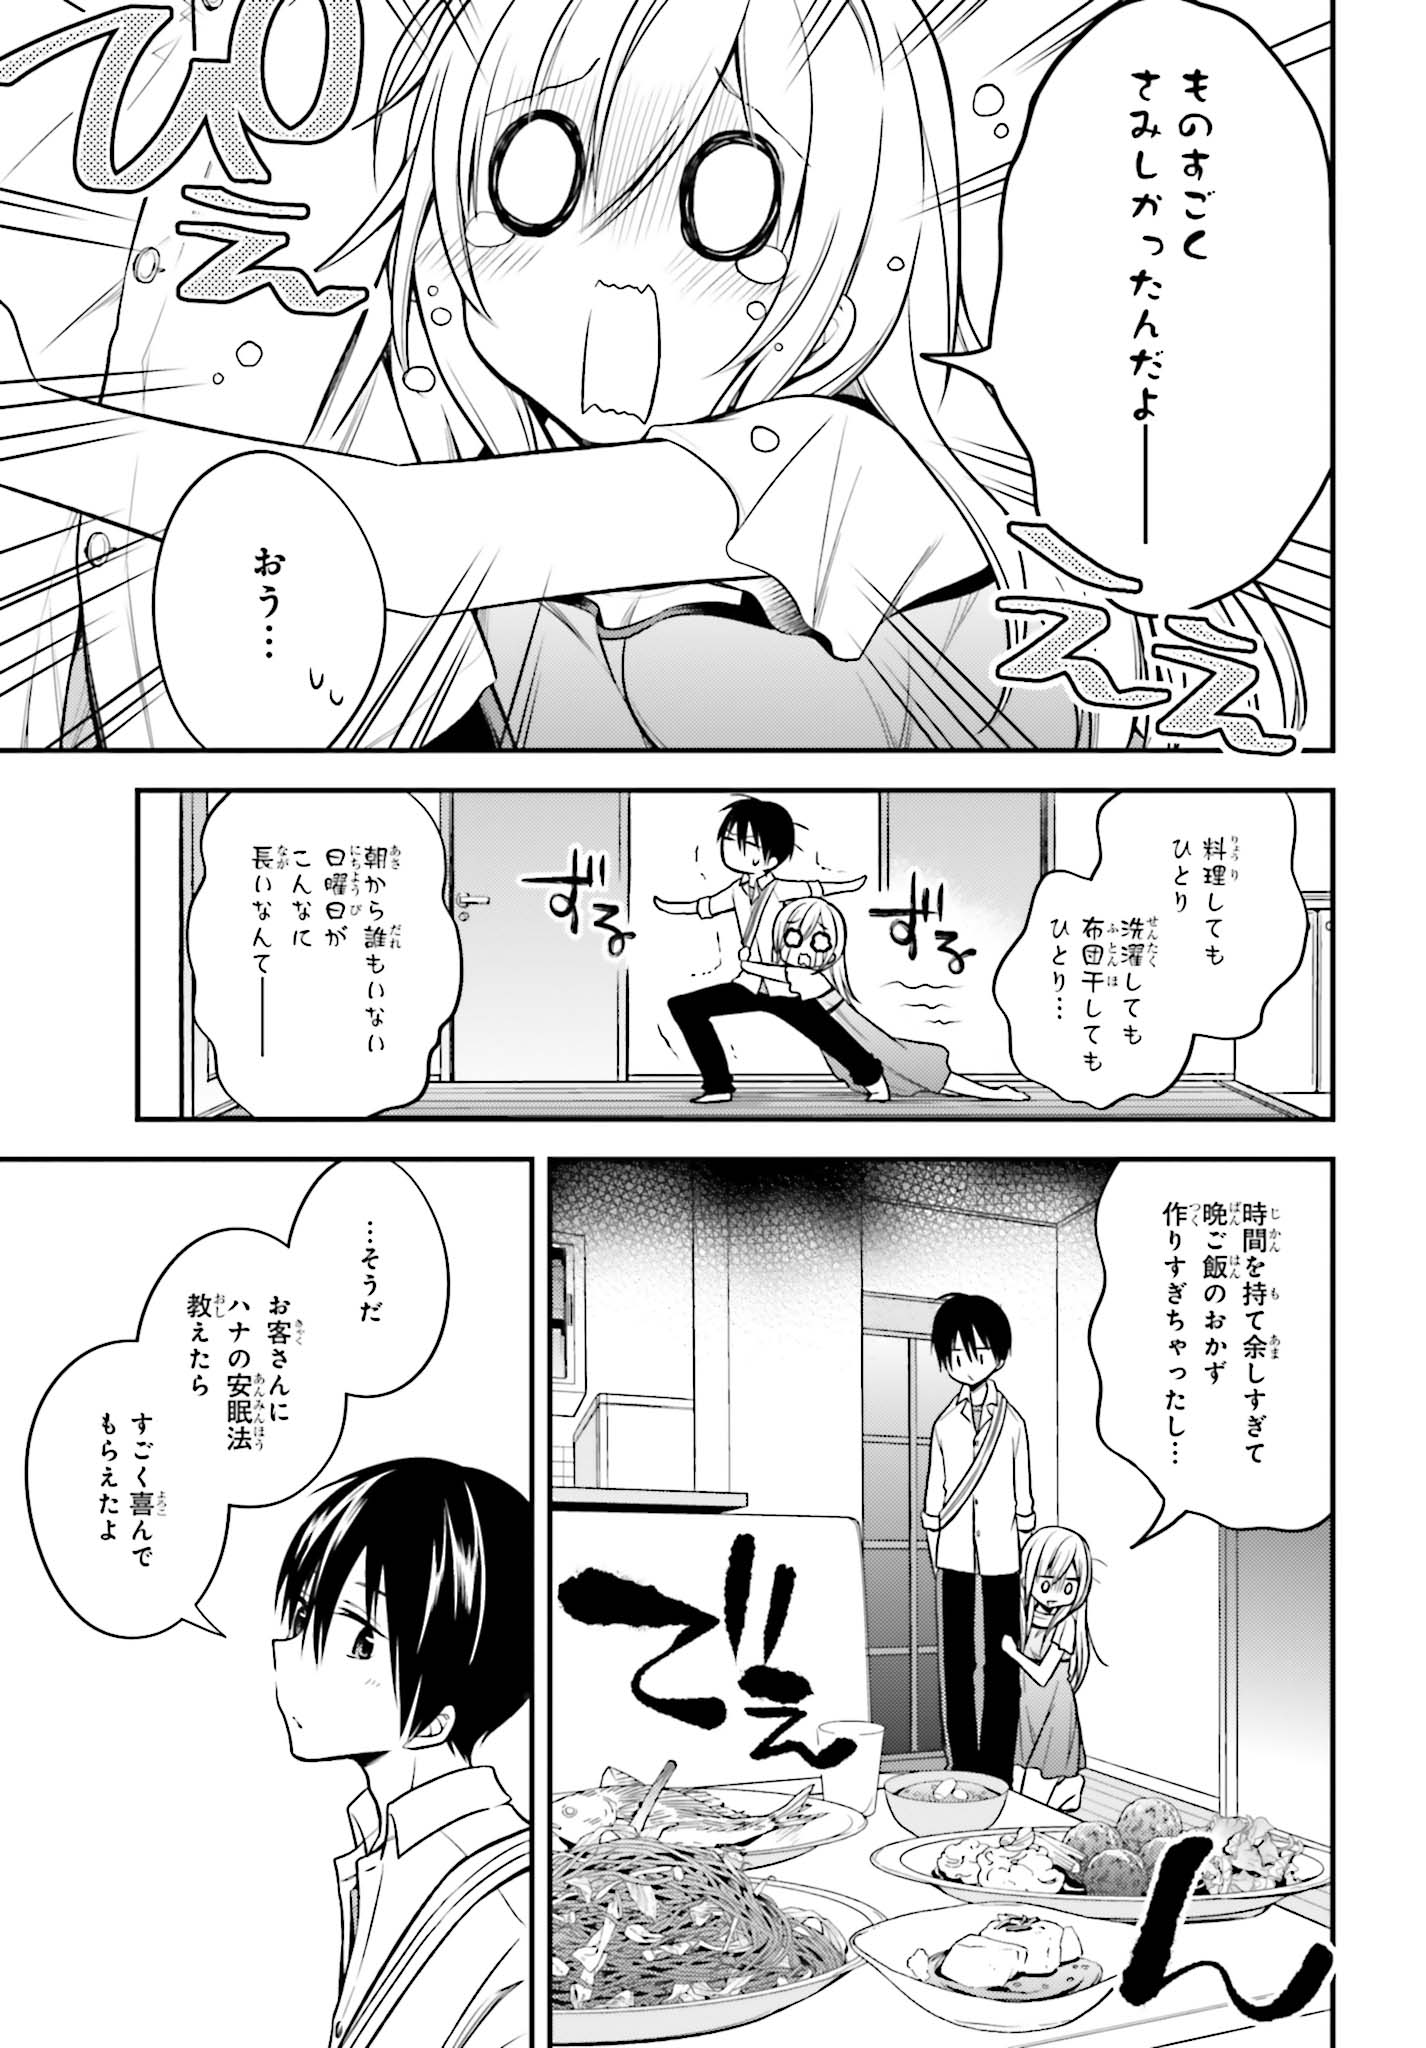 ものすごく
さみしかったんだよ――
ぴぇぇ
ぇぇぇ
おう…
料理しても
ひとり
洗濯しても
布団干しても
ひとり…
ずる
ずる
朝から誰もいない
日曜日が
こんなに
長いなんて――
時間を持て余しすぎて
晩ご飯のおかず
作りすぎちゃったし…
でぇん
…そうだ
お客さんに
ハナの安眠法
教えたら
すごく喜んで
もらえたよ